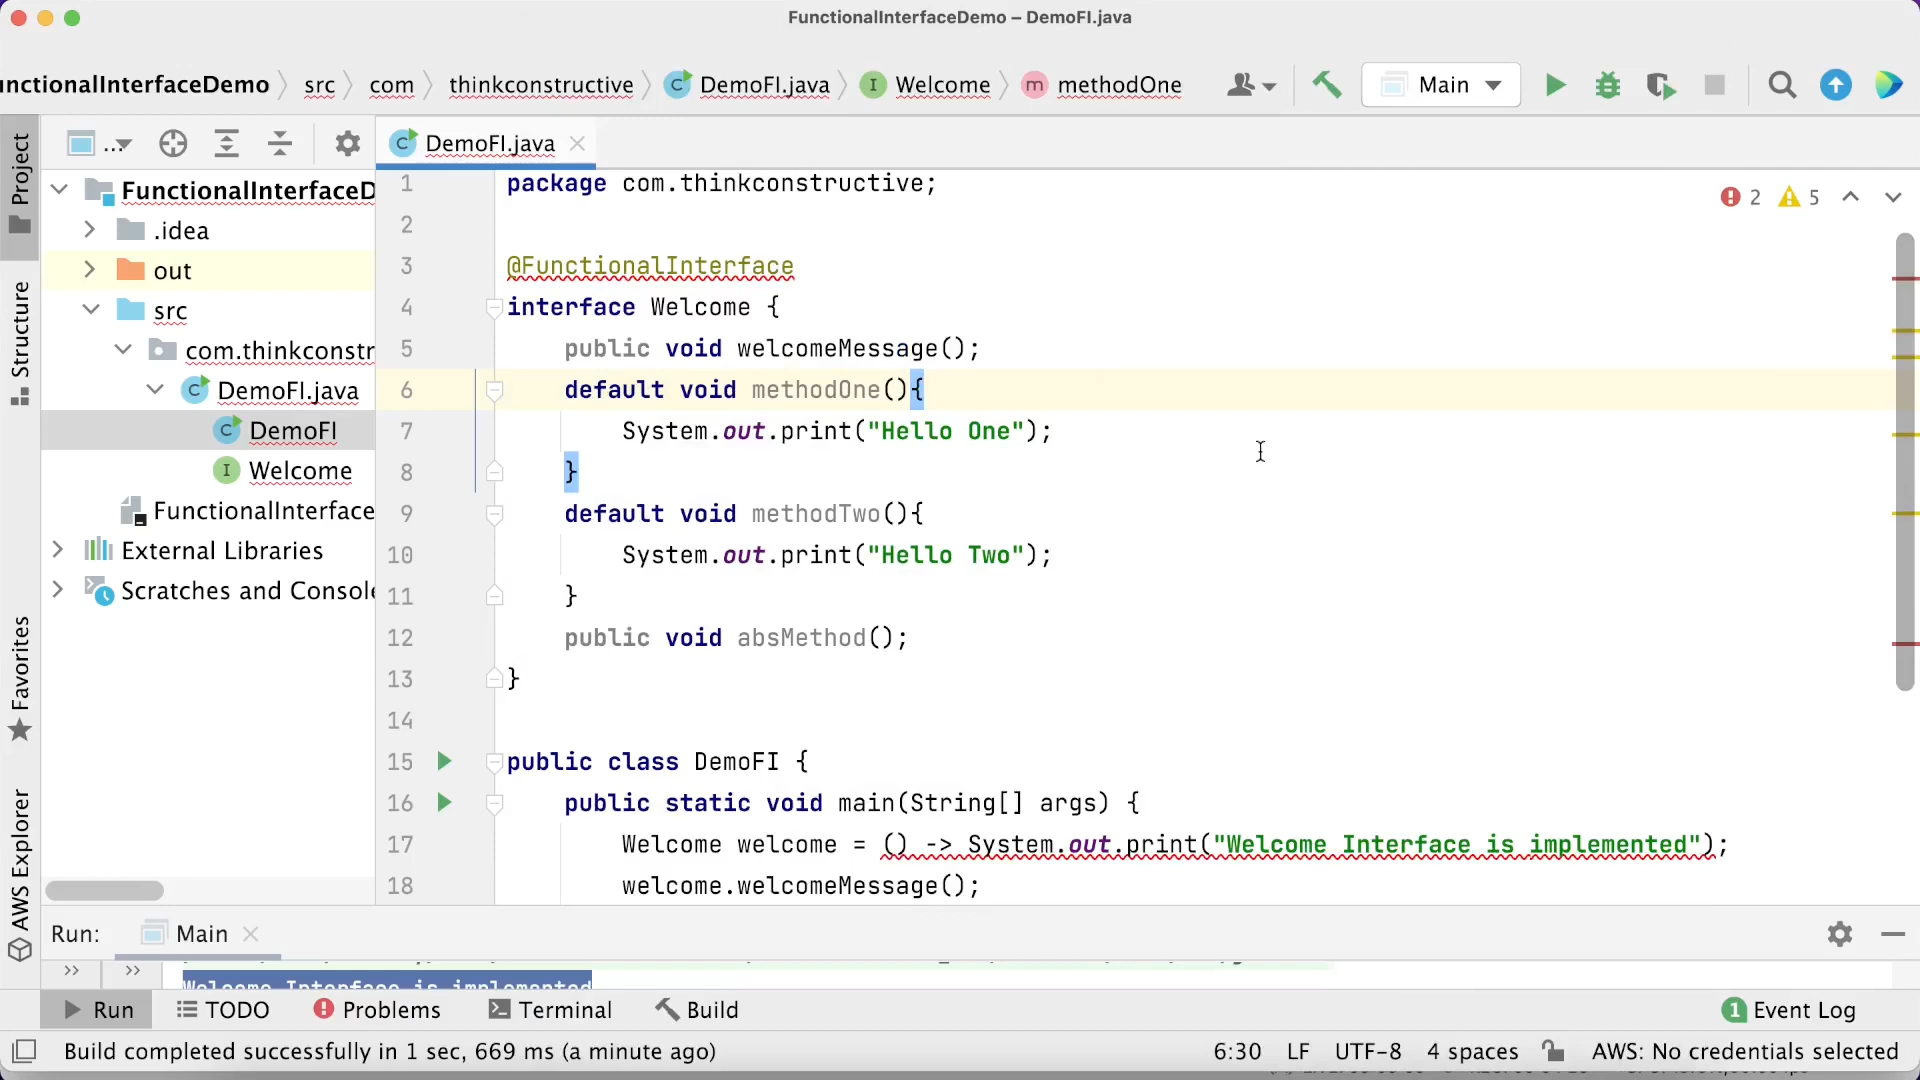 FunctionalInterfaceDemo – DemoFI.java
nctionalInterfaceDemo src com thinkconstructive C DemoFI.java I Welcome m methodOne Main
Project
Structure
Favorites
AWS Explorer
... C DemoFI.java
FunctionalInterfaceD
.idea
out
src
com.thinkconstr
C DemoFI.java
C DemoFI
I Welcome
FunctionalInterface
External Libraries
Scratches and Console
2 5
1 package com.thinkconstructive;
2
3 @FunctionalInterface
4 interface Welcome {
5 public void welcomeMessage();
6 default void methodOne(){
7 System.out.print("Hello One");
8 }
9 default void methodTwo(){
10 System.out.print("Hello Two");
11 }
12 public void absMethod();
13 }
14
15 public class DemoFI {
16 public static void main(String[] args) {
17 Welcome welcome = () -> System.out.print("Welcome Interface is implemented");
18 welcome.welcomeMessage();
Run: Main
Welcome Interface is implemented
Run TODO Problems Terminal Build 1 Event Log
Build completed successfully in 1 sec, 669 ms (a minute ago) 6:30 LF UTF-8 4 spaces AWS: No credentials selected